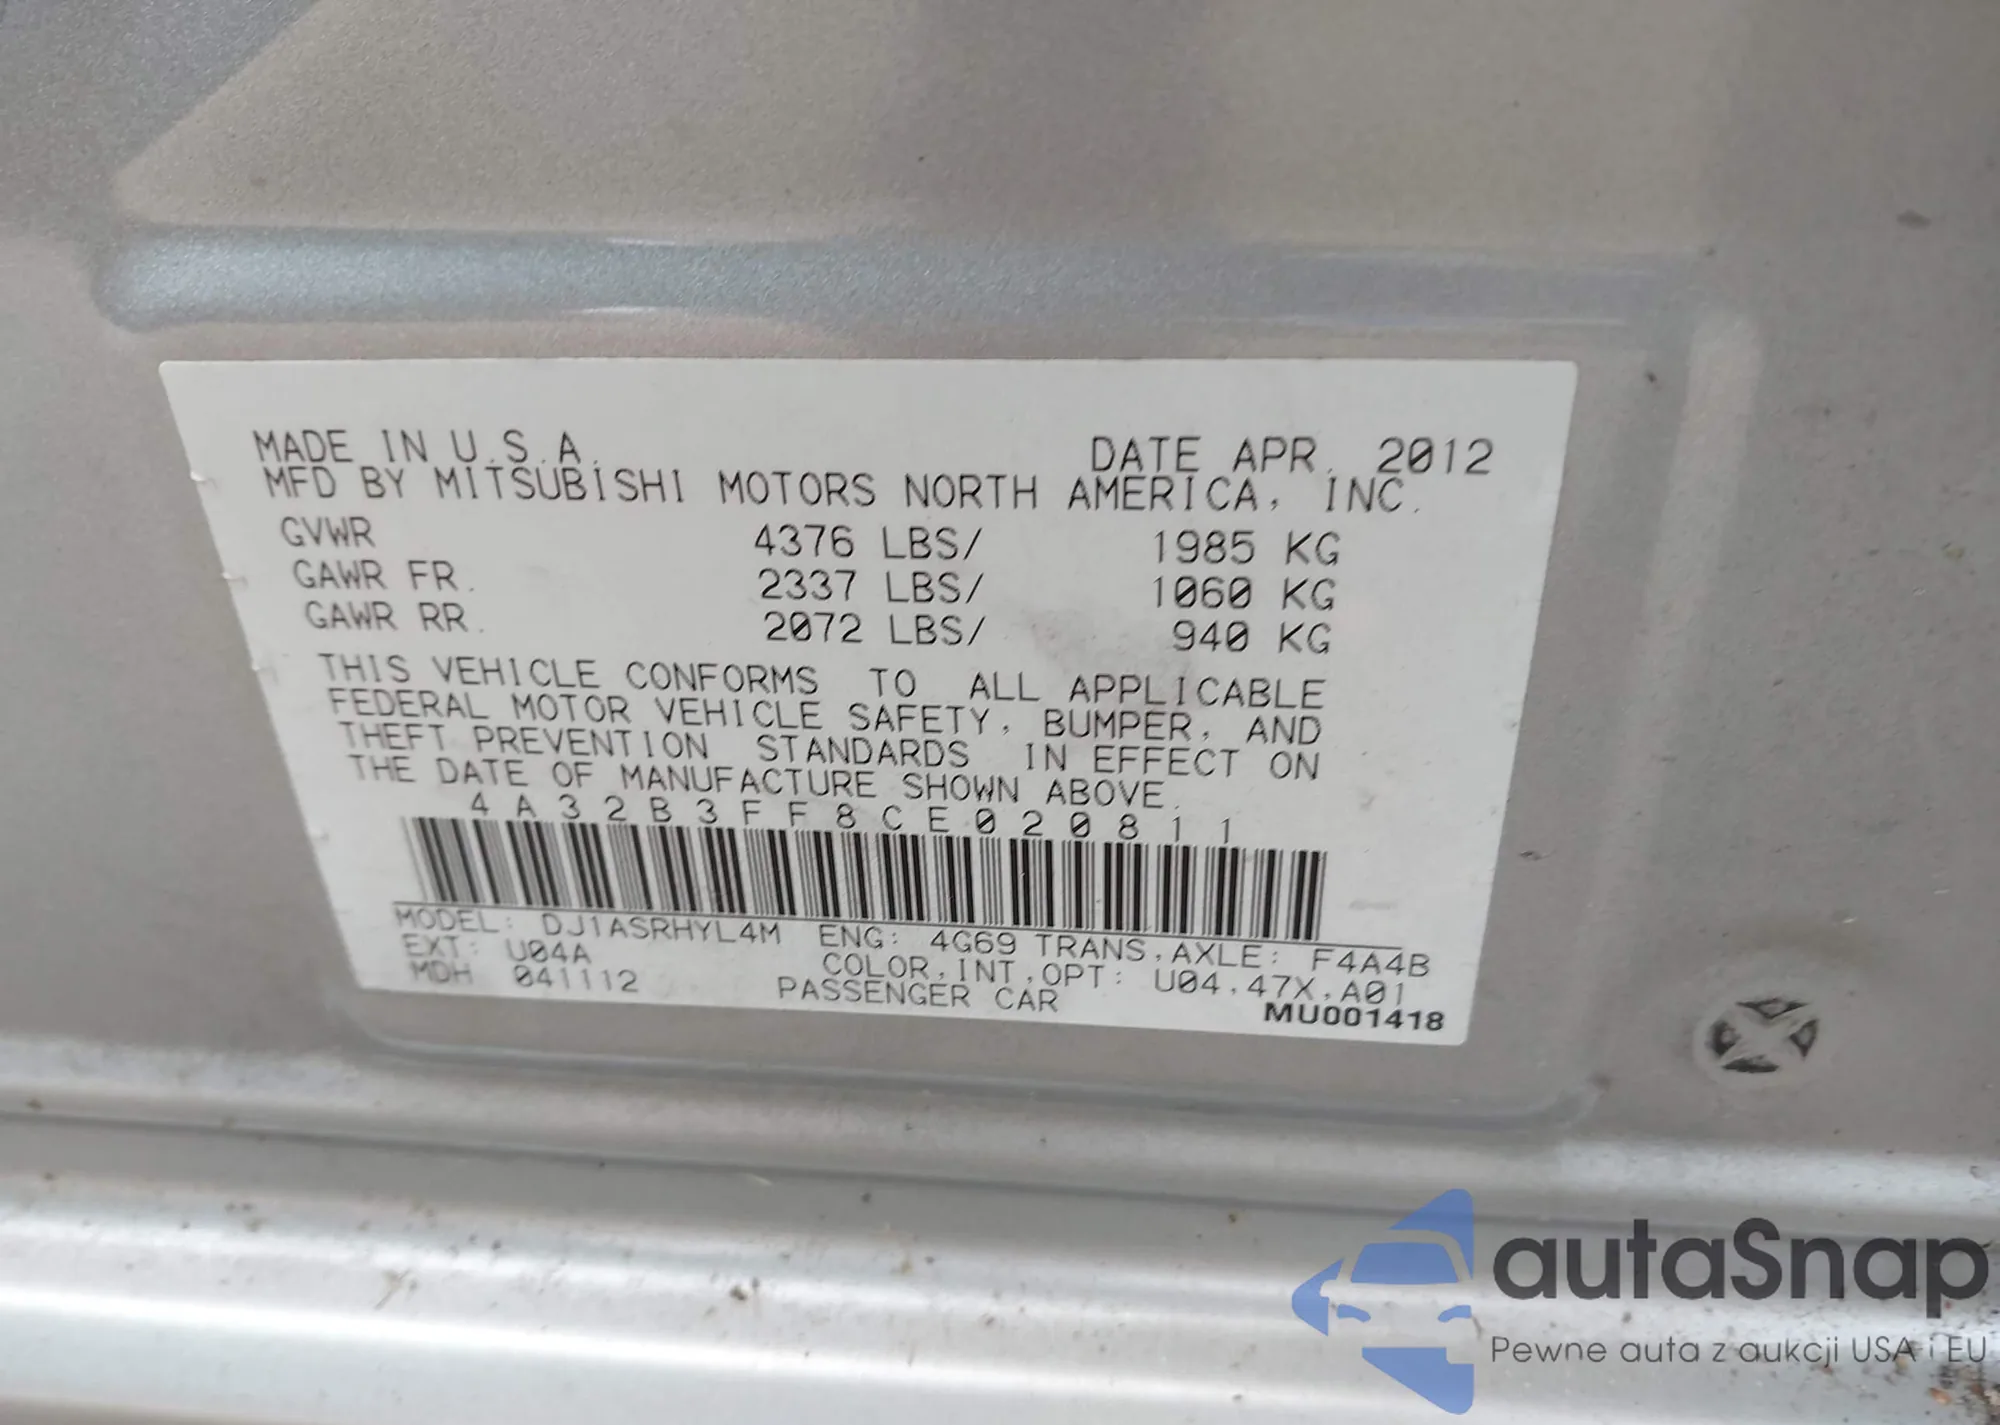 MADE IN U.S.A. DATE APR. 2012
MFD BY MITSUBISHI MOTORS NORTH AMERICA, INC.
GVWR 4376 LBS/ 1985 KG
GAWR FR. 2337 LBS/ 1060 KG
GAWR RR. 2072 LBS/ 940 KG
THIS VEHICLE CONFORMS TO ALL APPLICABLE
FEDERAL MOTOR VEHICLE SAFETY, BUMPER, AND
THEFT PREVENTION STANDARDS IN EFFECT ON
THE DATE OF MANUFACTURE SHOWN ABOVE.
4A32B3FF8CE020811
MODEL: DJ1ASRHYL4M ENG: 4G69 TRANS,AXLE: F4A4B
EXT: U04A COLOR,INT,OPT: U04,47X,A01
MDH 041112 PASSENGER CAR
MU001418
autaSnap
Pewne auta z aukcji USA i EU